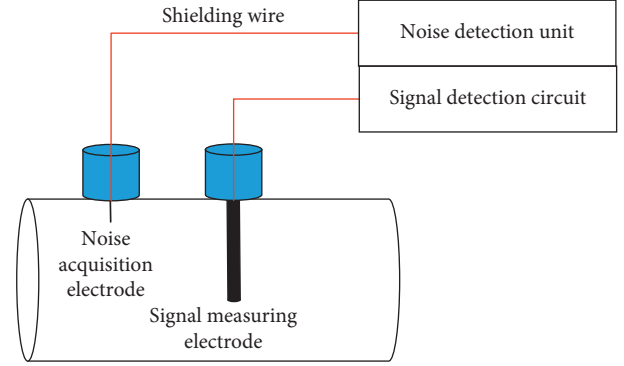 Shielding wire
Noise detection unit
Signal detection circuit
Noise
acquisition
electrode
Signal measuring
electrode